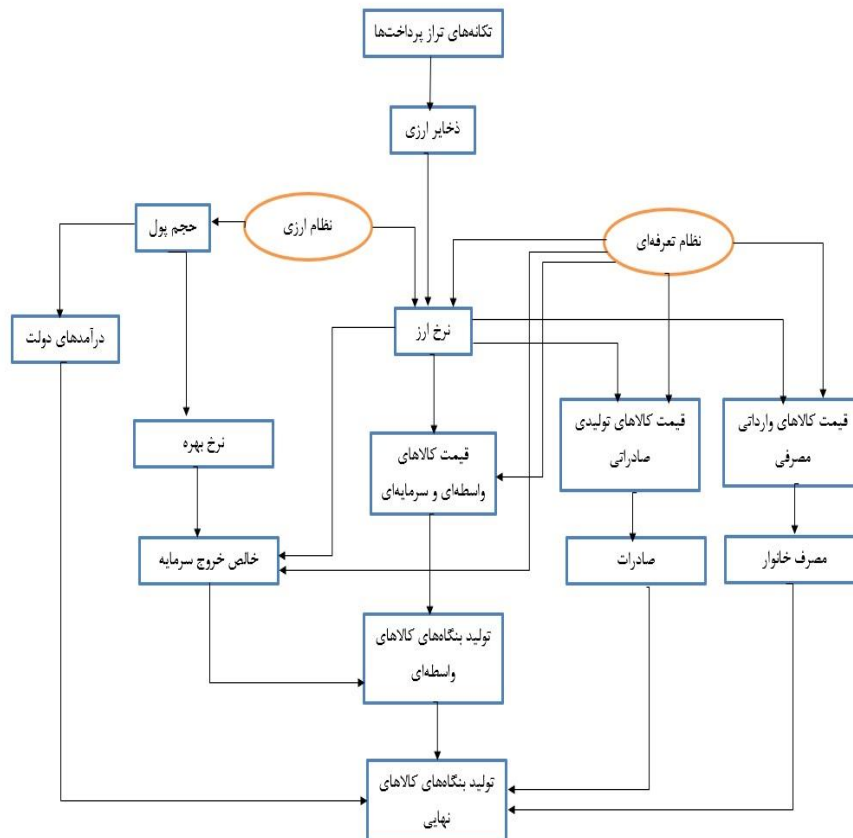 تکانه‌های تراز پرداخت‌ها
ذخایر ارزی
نظام تعرفه‌ای
نظام ارزی
حجم پول
نرخ ارز
درآمدهای دولت
قیمت کالاهای وارداتی
مصرفی
قیمت کالاهای تولیدی
صادراتی
قیمت کالاهای
واسطه‌ای و سرمایه‌ای
نرخ بهره
مصرف خانوار
صادرات
خالص خروج سرمایه
تولید بنگاه‌های کالاهای
واسطه‌ای
تولید بنگاه‌های کالاهای
نهایی